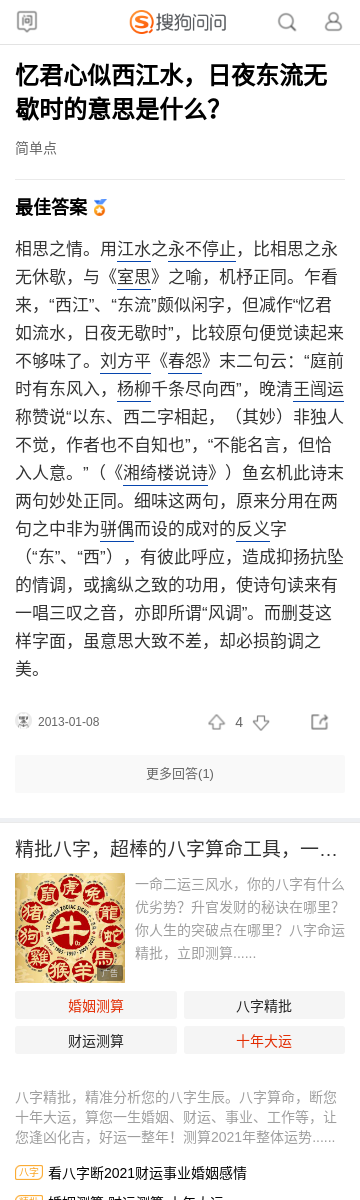 问
S搜狗问问
忆君心似西江水，日夜东流无
歇时的意思是什么？
简单点
最佳答案
相思之情。用江水之永不停止，比相思之永
无休歇，与《室思》之喻，机杼正同。乍看
来，“西江”、“东流”颇似闲字，但减作“忆君
如流水，日夜无歇时”，比较原句便觉读起来
不够味了。刘方平《春怨》末二句云：“庭前
时有东风入，杨柳千条尽向西”，晚清王闿运
称赞说“以东、西二字相起，（其妙）非独人
不觉，作者也不自知也”，“不能名言，但恰
入人意。”（《湘绮楼说诗》）鱼玄机此诗末
两句妙处正同。细味这两句，原来分用在两
句之中非为骈偶而设的成对的反义字
（“东”、“西”），有彼此呼应，造成抑扬抗坠
的情调，或擒纵之致的功用，使诗句读来有
一唱三叹之音，亦即所谓“风调”。而删芟这
样字面，虽意思大致不差，却必损韵调之
美。
2013-01-08
4
更多回答(1)
精批八字，超棒的八字算命工具，一…
鼠虎兔
猪龍
狗牛蛇
雞猴羊馬
广告
一命二运三风水，你的八字有什么
优劣势？升官发财的秘诀在哪里？
你人生的突破点在哪里？八字命运
精批，立即测算......
婚姻测算
八字精批
财运测算
十年大运
八字精批，精准分析您的八字生辰。八字算命，断您
十年大运，算您一生婚姻、财运、事业、工作等，让
您逢凶化吉，好运一整年！测算2021年整体运势......
八字 看八字断2021财运事业婚姻感情